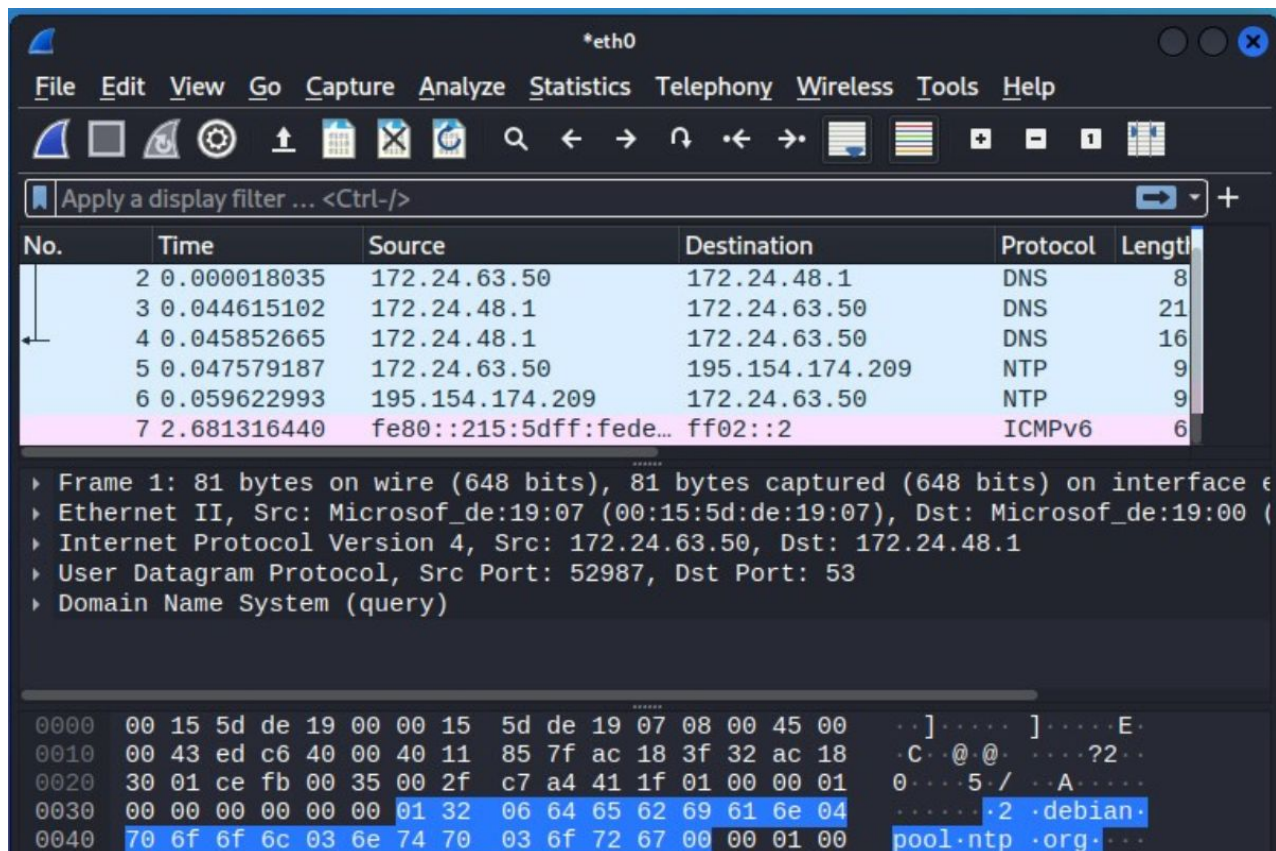 *eth0
File Edit View Go Capture Analyze Statistics Telephony Wireless Tools Help
Apply a display filter ... <Ctrl-/>
No. Time Source Destination Protocol Lengtl
2 0.000018035 172.24.63.50 172.24.48.1 DNS 8
3 0.044615102 172.24.48.1 172.24.63.50 DNS 21
4 0.045852665 172.24.48.1 172.24.63.50 DNS 16
5 0.047579187 172.24.63.50 195.154.174.209 NTP 9
6 0.059622993 195.154.174.209 172.24.63.50 NTP 9
7 2.681316440 fe80::215:5dff:fede… ff02::2 ICMPv6 6
Frame 1: 81 bytes on wire (648 bits), 81 bytes captured (648 bits) on interface e
Ethernet II, Src: Microsof_de:19:07 (00:15:5d:de:19:07), Dst: Microsof_de:19:00 (
Internet Protocol Version 4, Src: 172.24.63.50, Dst: 172.24.48.1
User Datagram Protocol, Src Port: 52987, Dst Port: 53
Domain Name System (query)
0000 00 15 5d de 19 00 00 15 5d de 19 07 08 00 45 00 ··]····· ]·····E·
0010 00 43 ed c6 40 00 40 11 85 7f ac 18 3f 32 ac 18 ·C··@·@· ····?2··
0020 30 01 ce fb 00 35 00 2f c7 a4 41 1f 01 00 00 01 0····5·/ ··A·····
0030 00 00 00 00 00 00 01 32 06 64 65 62 69 61 6e 04 ·······2 ·debian·
0040 70 6f 6f 6c 03 6e 74 70 03 6f 72 67 00 00 01 00 pool·ntp ·org····